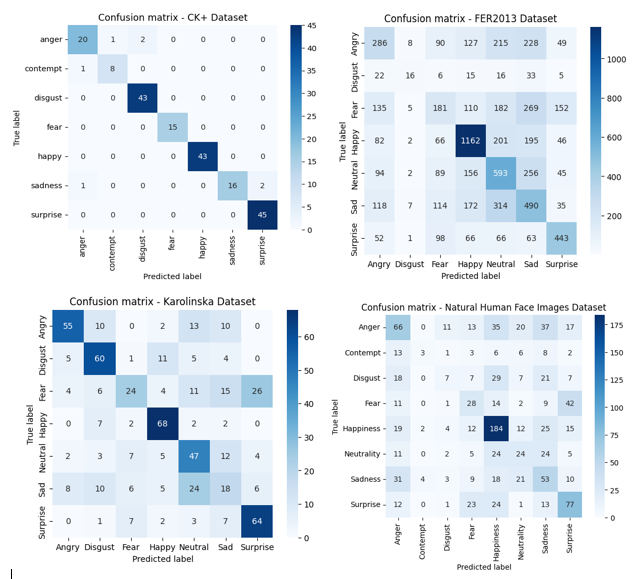 Confusion matrix - CK+ Dataset
anger 20 1 2 0 0 0 0
contempt 1 8 0 0 0 0 0
disgust 0 0 43 0 0 0 0
fear 0 0 0 15 0 0 0
happy 0 0 0 0 43 0 0
sadness 1 0 0 0 0 16 2
surprise 0 0 0 0 0 0 45
anger contempt disgust fear happy sadness surprise
True label
Predicted label
45
40
35
30
25
20
15
10
5
0
Confusion matrix - FER2013 Dataset
Angry 286 8 90 127 215 228 49
Disgust 22 16 6 15 16 33 5
Fear 135 5 181 110 182 269 152
Happy 82 2 66 1162 201 195 46
Neutral 94 2 89 156 593 256 45
Sad 118 7 114 172 314 490 35
Surprise 52 1 98 66 66 63 443
Angry Disgust Fear Happy Neutral Sad Surprise
True label
Predicted label
1000
800
600
400
200
Confusion matrix - Karolinska Dataset
Angry 55 10 0 2 13 10 0
Disgust 5 60 1 11 5 4 0
Fear 4 6 24 4 11 15 26
Happy 0 7 2 68 2 2 0
Neutral 2 3 7 5 47 12 4
Sad 8 10 6 5 24 18 6
Surprise 0 1 7 2 3 7 64
Angry Disgust Fear Happy Neutral Sad Surprise
True label
Predicted label
60
50
40
30
20
10
0
Confusion matrix - Natural Human Face Images Dataset
Anger 66 0 11 13 35 20 37 17
Contempt 13 3 1 3 6 6 8 2
Disgust 18 0 7 7 29 7 21 7
Fear 11 0 1 28 14 2 9 42
Happiness 19 2 4 12 184 12 25 15
Neutrality 11 0 2 5 24 24 24 5
Sadness 31 4 3 9 18 21 53 10
Surprise 12 0 1 23 24 1 13 77
Anger Contempt Disgust Fear Happiness Neutrality Sadness Surprise
True label
Predicted label
175
150
125
100
75
50
25
0